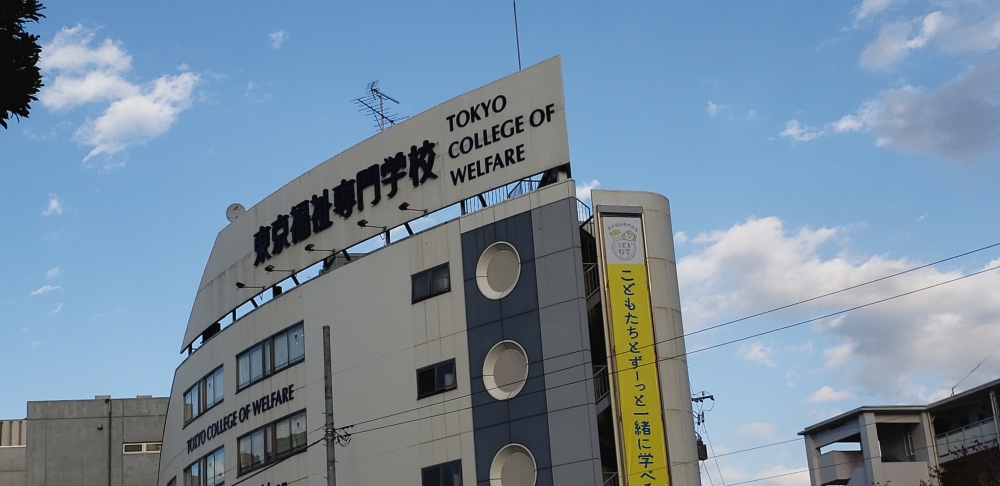 東京福祉専門学校
TOKYO
COLLEGE OF
WELFARE
TOKYO COLLEGE OF WELFARE
こどもたちとずーっと一緒に学べ